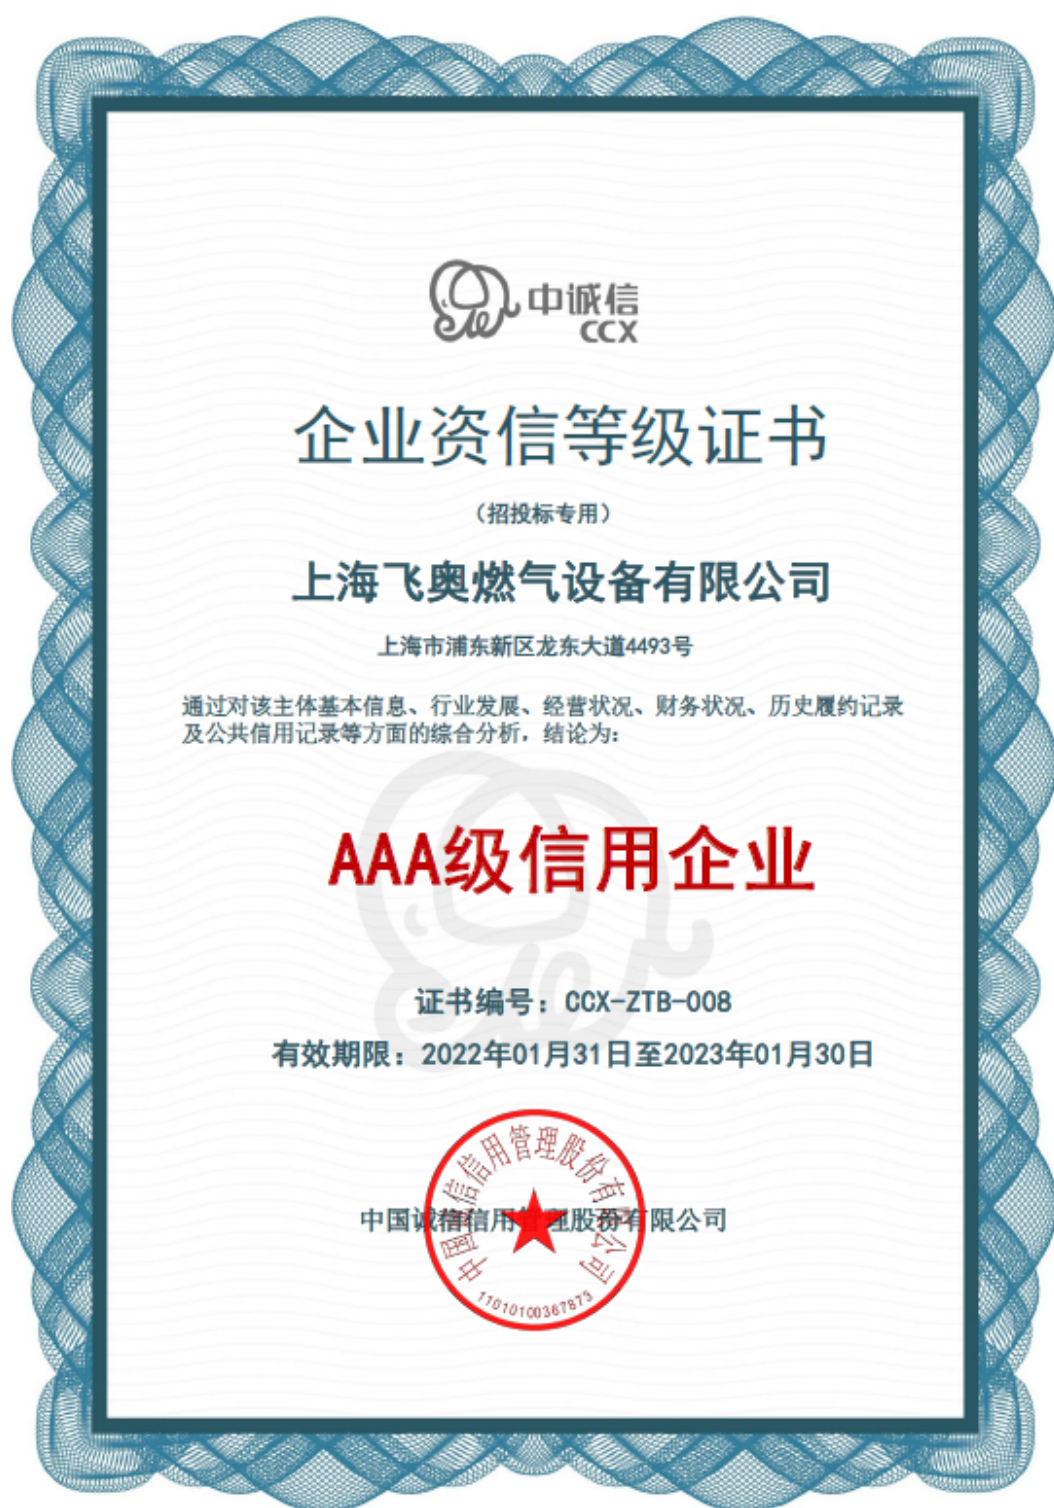 中诚信
CCX
企业资信等级证书
（招投标专用）
上海飞奥燃气设备有限公司
上海市浦东新区龙东大道4493号
通过对该主体基本信息、行业发展、经营状况、财务状况、历史履约记录
及公共信用记录等方面的综合分析，结论为：
AAA级信用企业
证书编号：CCX-ZTB-008
有效期限：2022年01月31日至2023年01月30日
中国诚信信用管理股份有限公司
中国诚信信用管理股份有限公司
11010100367873